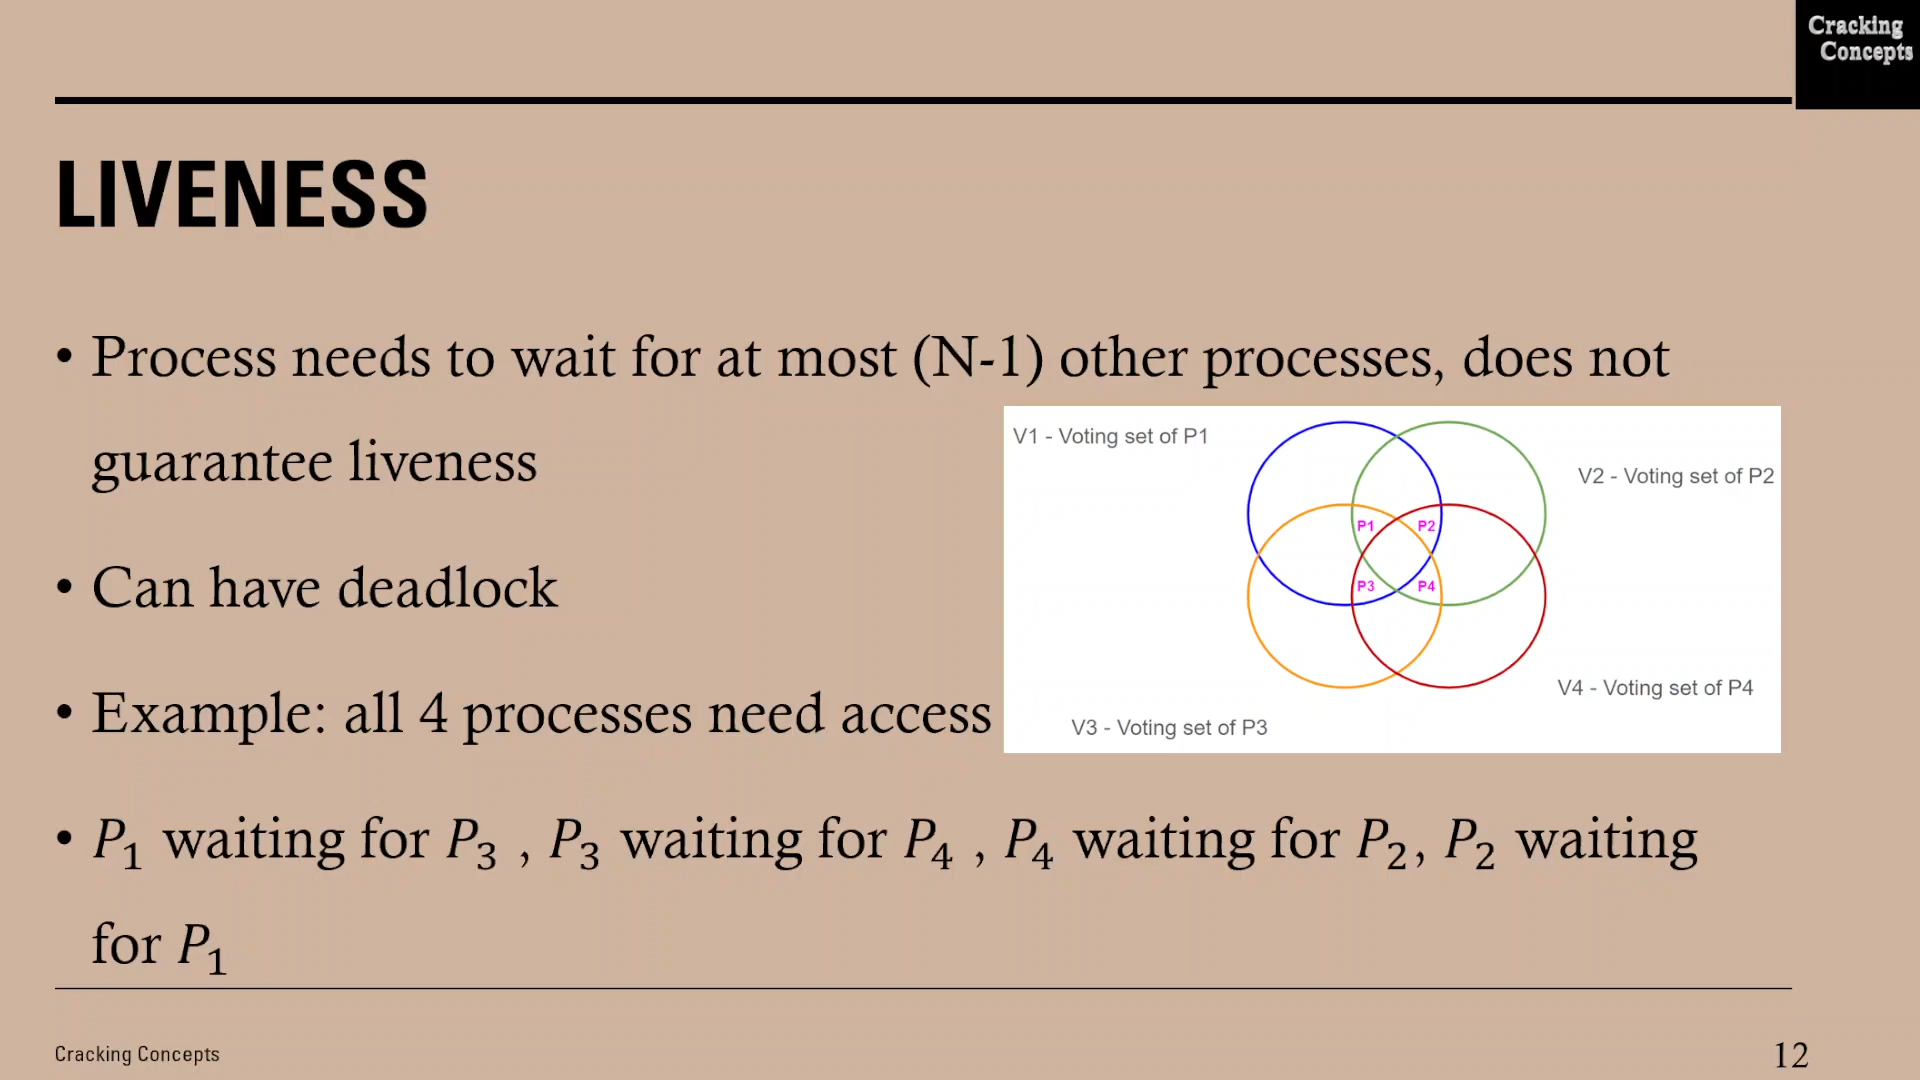 Cracking
Concepts
LIVENESS
• Process needs to wait for at most (N-1) other processes, does not
guarantee liveness
• Can have deadlock
• Example: all 4 processes need access
V1 - Voting set of P1
V2 - Voting set of P2
P1 P2
P3 P4
V4 - Voting set of P4
V3 - Voting set of P3
• P₁ waiting for P₃ , P₃ waiting for P₄ , P₄ waiting for P₂, P₂ waiting
for P₁
Cracking Concepts
12